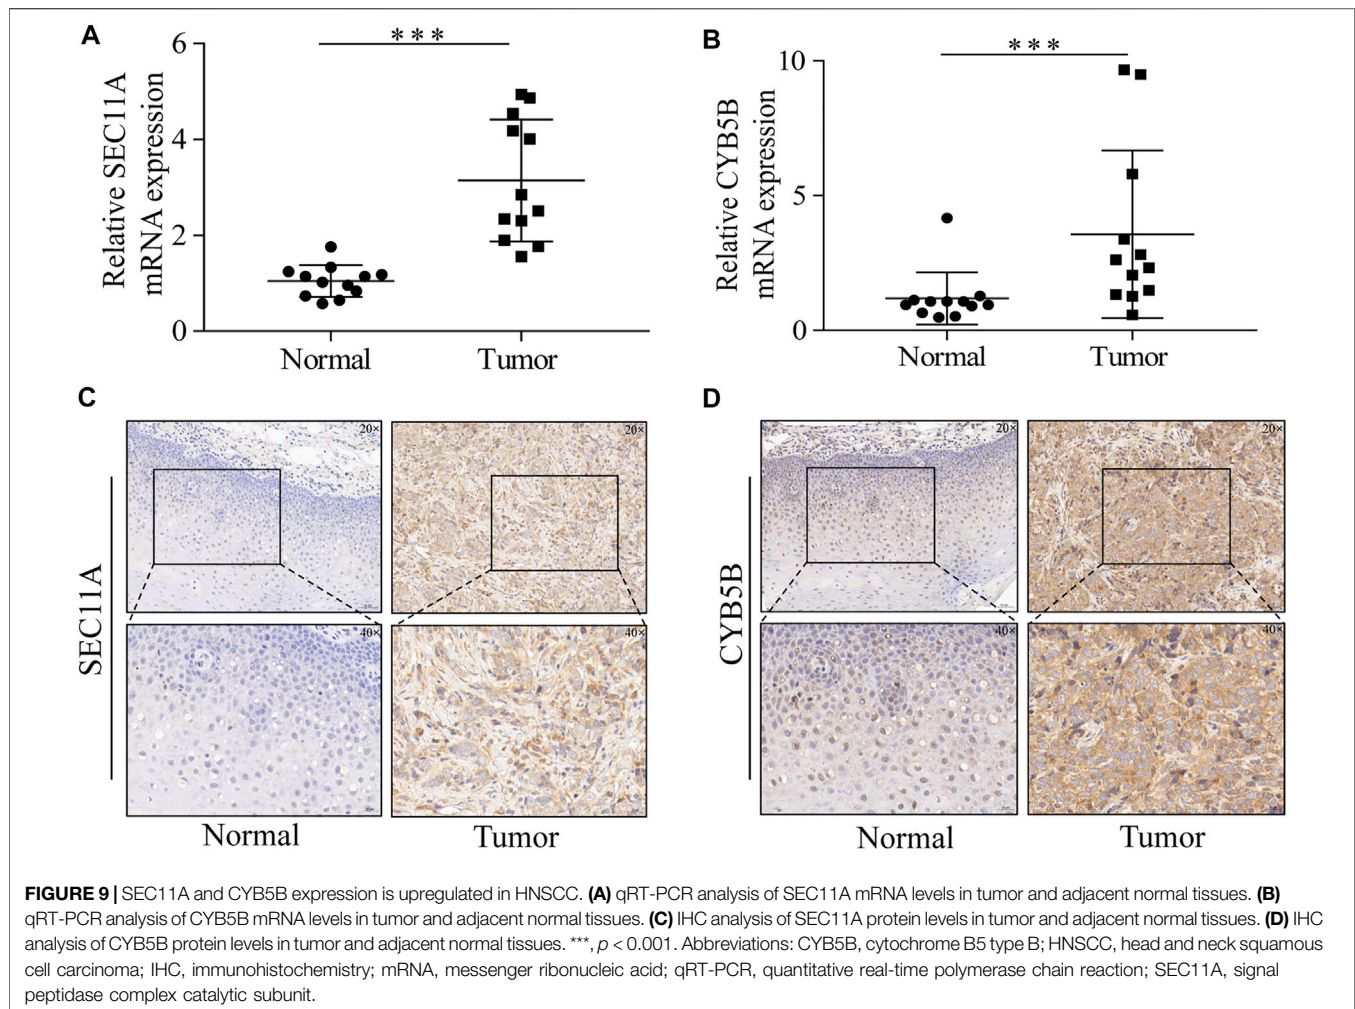 A
***
6
4
2
0
Relative SEC11A
mRNA expression
Normal
Tumor
B
***
10
5
0
Relative CYB5B
mRNA expression
Normal
Tumor
C
SEC11A
20×
20×
40×
40×
Normal
Tumor
D
CYB5B
20×
20×
40×
40×
Normal
Tumor
FIGURE 9 | SEC11A and CYB5B expression is upregulated in HNSCC. (A) qRT-PCR analysis of SEC11A mRNA levels in tumor and adjacent normal tissues. (B)
qRT-PCR analysis of CYB5B mRNA levels in tumor and adjacent normal tissues. (C) IHC analysis of SEC11A protein levels in tumor and adjacent normal tissues. (D) IHC
analysis of CYB5B protein levels in tumor and adjacent normal tissues. ***, p < 0.001. Abbreviations: CYB5B, cytochrome B5 type B; HNSCC, head and neck squamous
cell carcinoma; IHC, immunohistochemistry; mRNA, messenger ribonucleic acid; qRT-PCR, quantitative real-time polymerase chain reaction; SEC11A, signal
peptidase complex catalytic subunit.